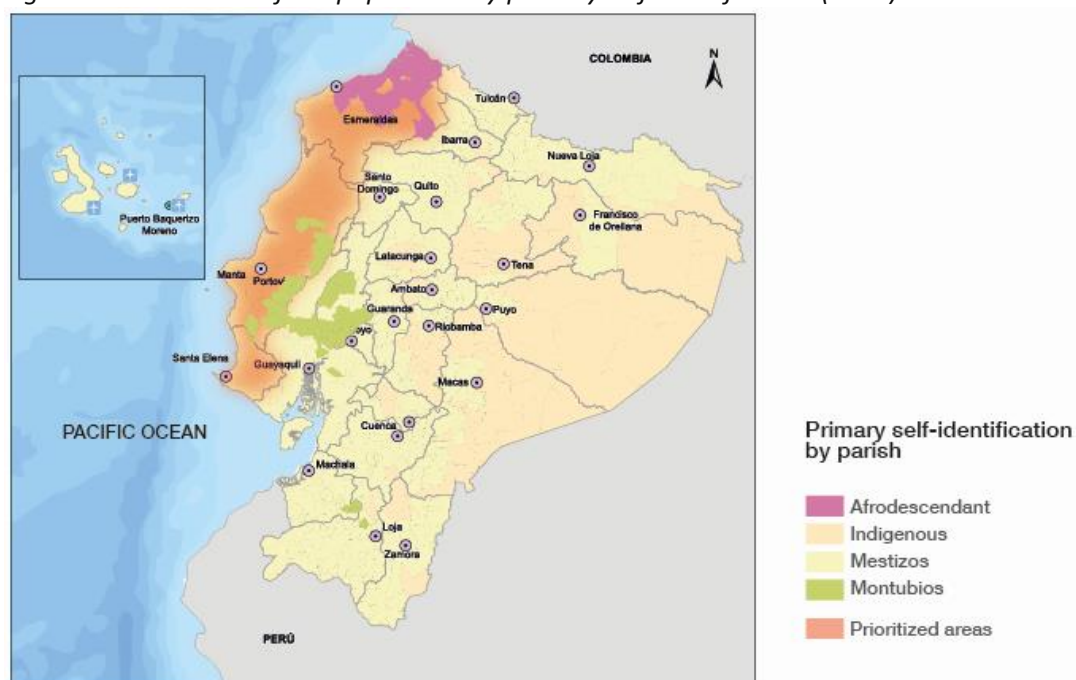 COLOMBIA
N
Tulcán
Esmeraldas
Ibarra
Nueva Loja
Santo
Domingo
Quito
Francisco
de Orellana
Puerto Baquerizo
Moreno
Latacunga
Tena
Manta
Portov
Ambato
Guaranda
Puyo
Riobamba
oyo
Santa Elena
Guayaquil
Macas
PACIFIC OCEAN
Cuenca
Machala
Loja
Zamora
PERÚ
Primary self-identification
by parish
Afrodescendant
Indigenous
Mestizos
Montubios
Prioritized areas